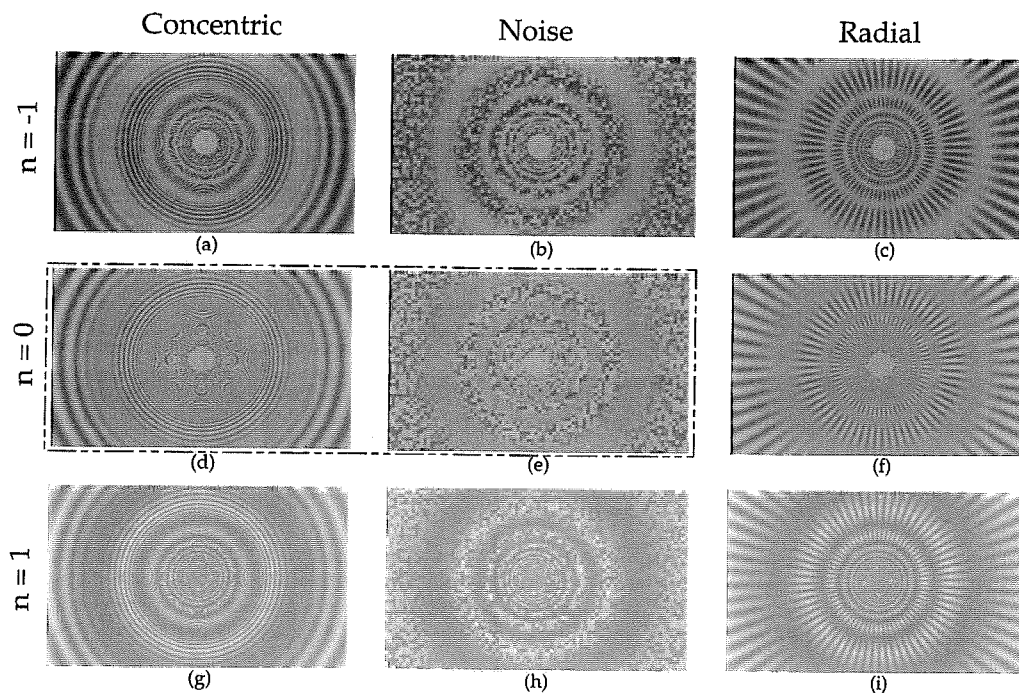 Concentric Noise Radial
n = -1
(a) (b) (c)
n = 0
(d) (e) (f)
n = 1
(g) (h) (i)